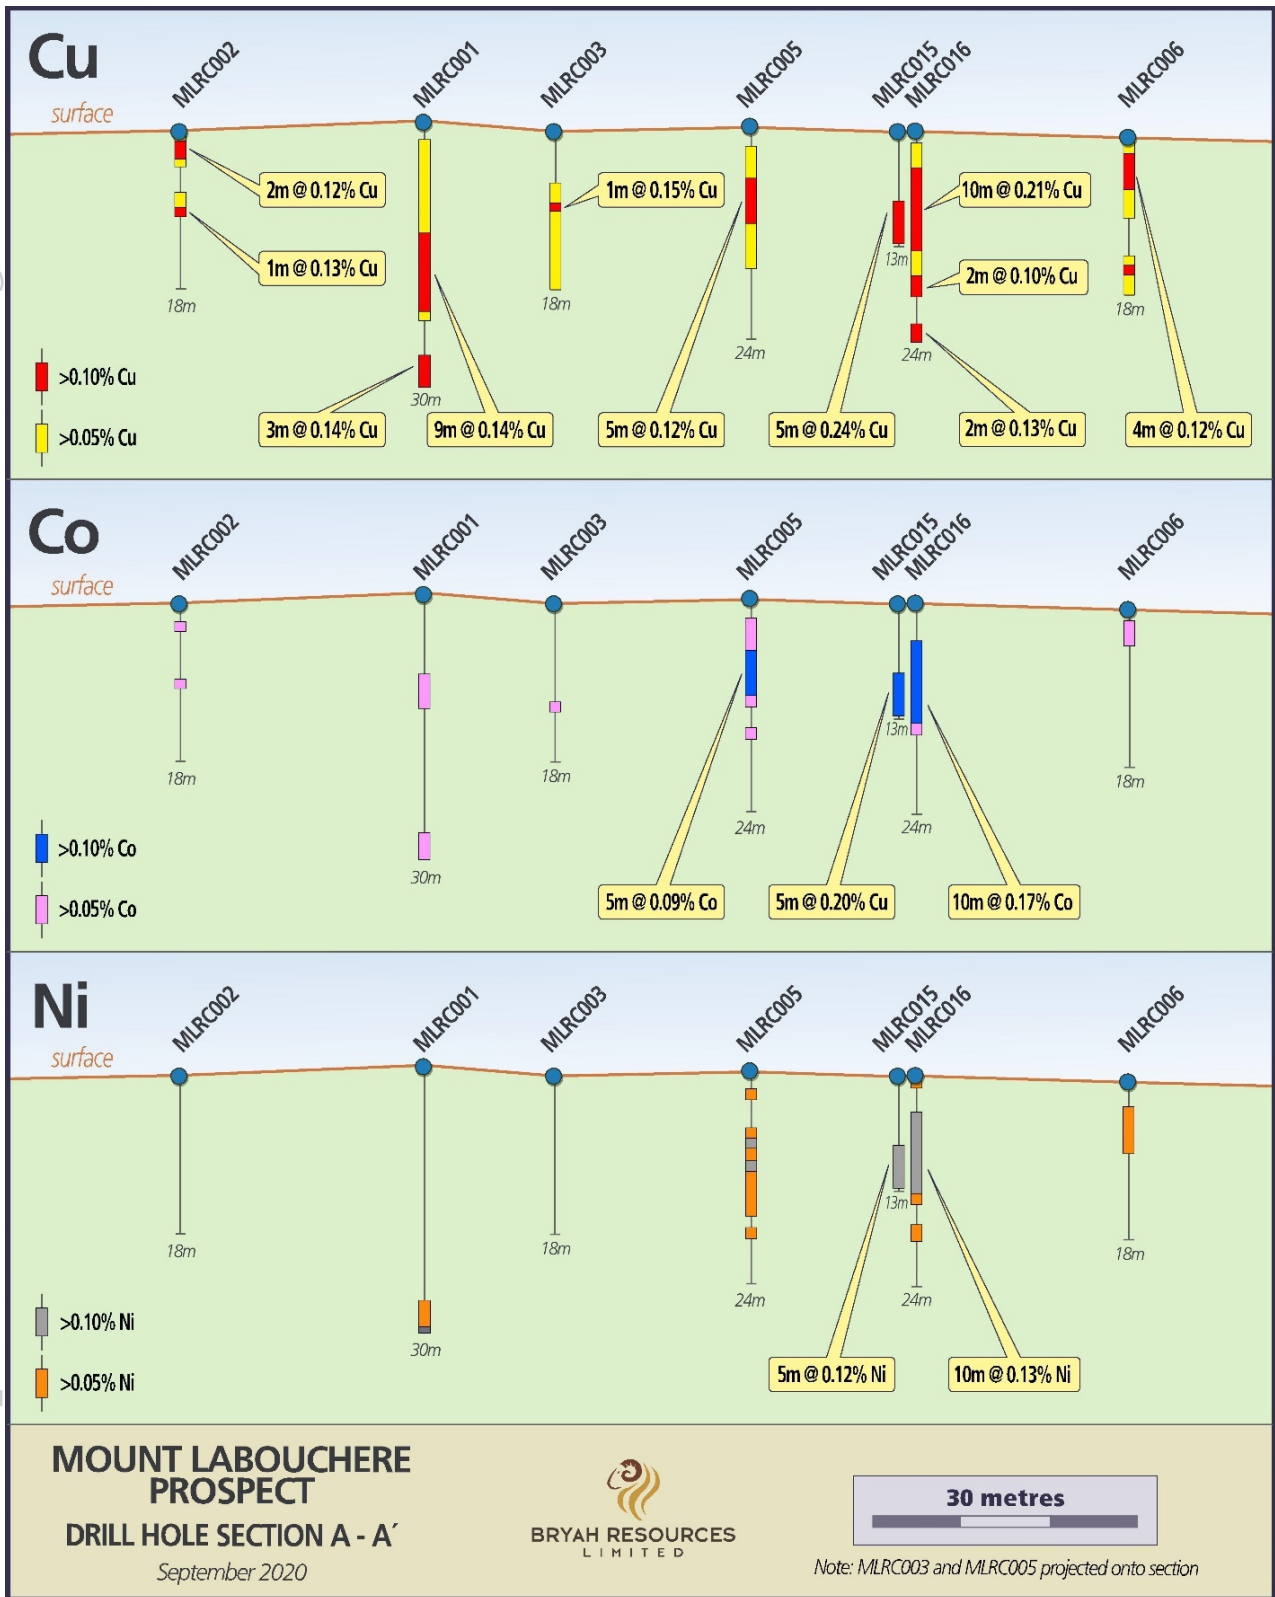 Cu
surface
MLRC002
MLRC001
MLRC003
MLRC005
MLRC015
MLRC016
MLRC006
2m @ 0.12% Cu
1m @ 0.15% Cu
10m @ 0.21% Cu
1m @ 0.13% Cu
13m
2m @ 0.10% Cu
18m
18m
18m
24m
24m
>0.10% Cu
30m
>0.05% Cu
3m @ 0.14% Cu
9m @ 0.14% Cu
5m @ 0.12% Cu
5m @ 0.24% Cu
2m @ 0.13% Cu
4m @ 0.12% Cu
Co
surface
MLRC002
MLRC001
MLRC003
MLRC005
MLRC015
MLRC016
MLRC006
13m
18m
18m
18m
24m
24m
>0.10% Co
30m
>0.05% Co
5m @ 0.09% Co
5m @ 0.20% Cu
10m @ 0.17% Co
Ni
surface
MLRC002
MLRC001
MLRC003
MLRC005
MLRC015
MLRC016
MLRC006
13m
18m
18m
18m
24m
24m
>0.10% Ni
30m
>0.05% Ni
5m @ 0.12% Ni
10m @ 0.13% Ni
MOUNT LABOUCHERE
PROSPECT
DRILL HOLE SECTION A - A´
September 2020
BRYAH RESOURCES
LIMITED
30 metres
Note: MLRC003 and MLRC005 projected onto section